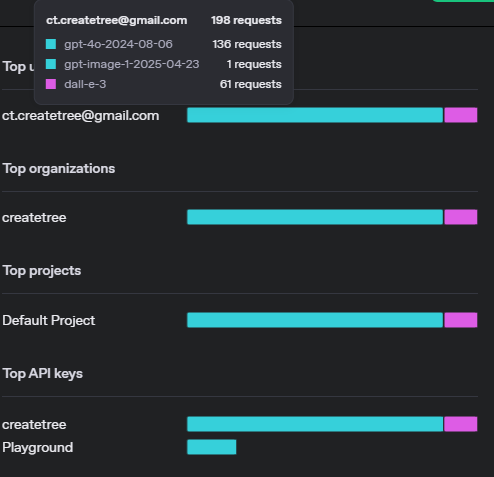 ct.createtree@gmail.com 198 requests
gpt-4o-2024-08-06 136 requests
gpt-image-1-2025-04-23 1 requests
dall-e-3 61 requests
Top u
ct.createtree@gmail.com
Top organizations
createtree
Top projects
Default Project
Top API keys
createtree
Playground